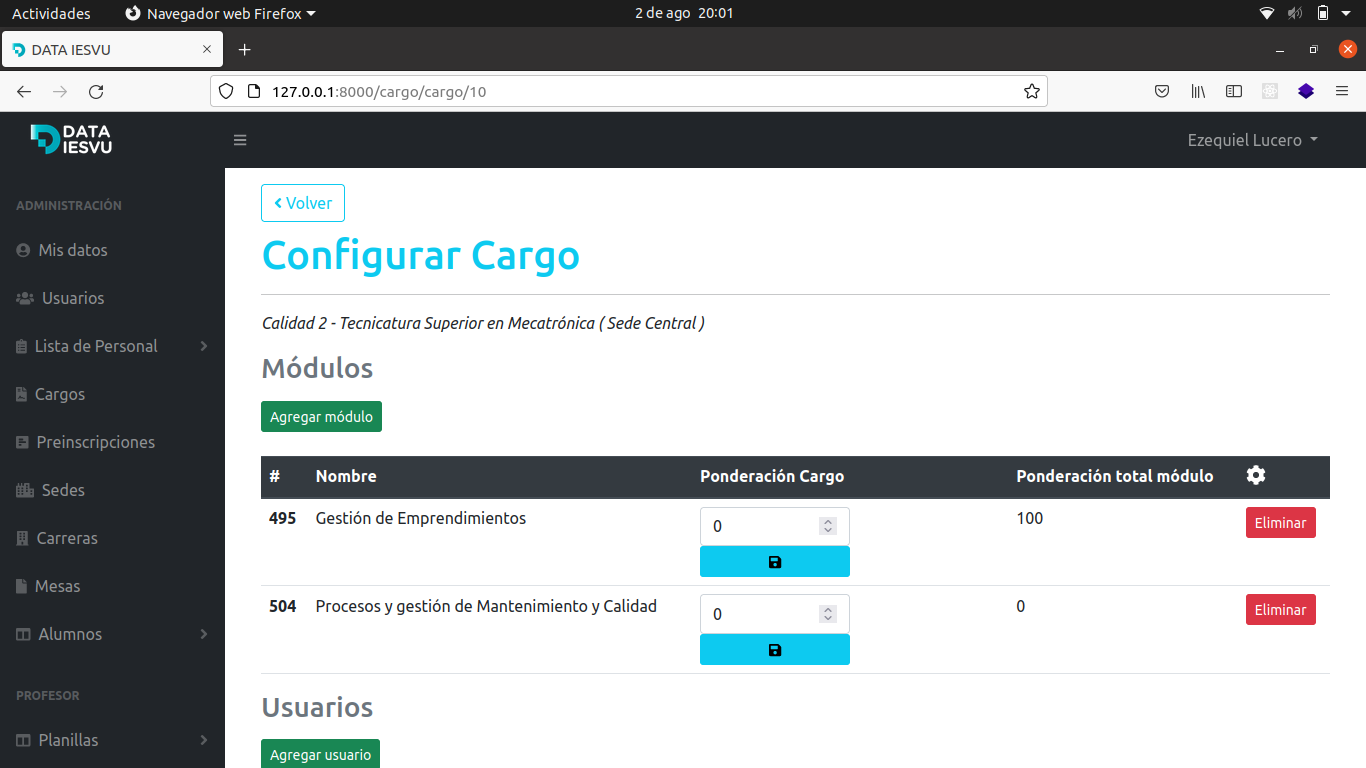 Actividades Navegador web Firefox 2 de ago 20:01
DATA IESVU
127.0.0.1:8000/cargo/cargo/10
DATA
IESVU
Ezequiel Lucero
ADMINISTRACIÓN
Mis datos
Usuarios
Lista de Personal
Cargos
Preinscripciones
Sedes
Carreras
Mesas
Alumnos
PROFESOR
Planillas
Volver
Configurar Cargo
Calidad 2 - Tecnicatura Superior en Mecatrónica ( Sede Central )
Módulos
Agregar módulo
# Nombre Ponderación Cargo Ponderación total módulo
495 Gestión de Emprendimientos 0 100 Eliminar
504 Procesos y gestión de Mantenimiento y Calidad 0 0 Eliminar
Usuarios
Agregar usuario